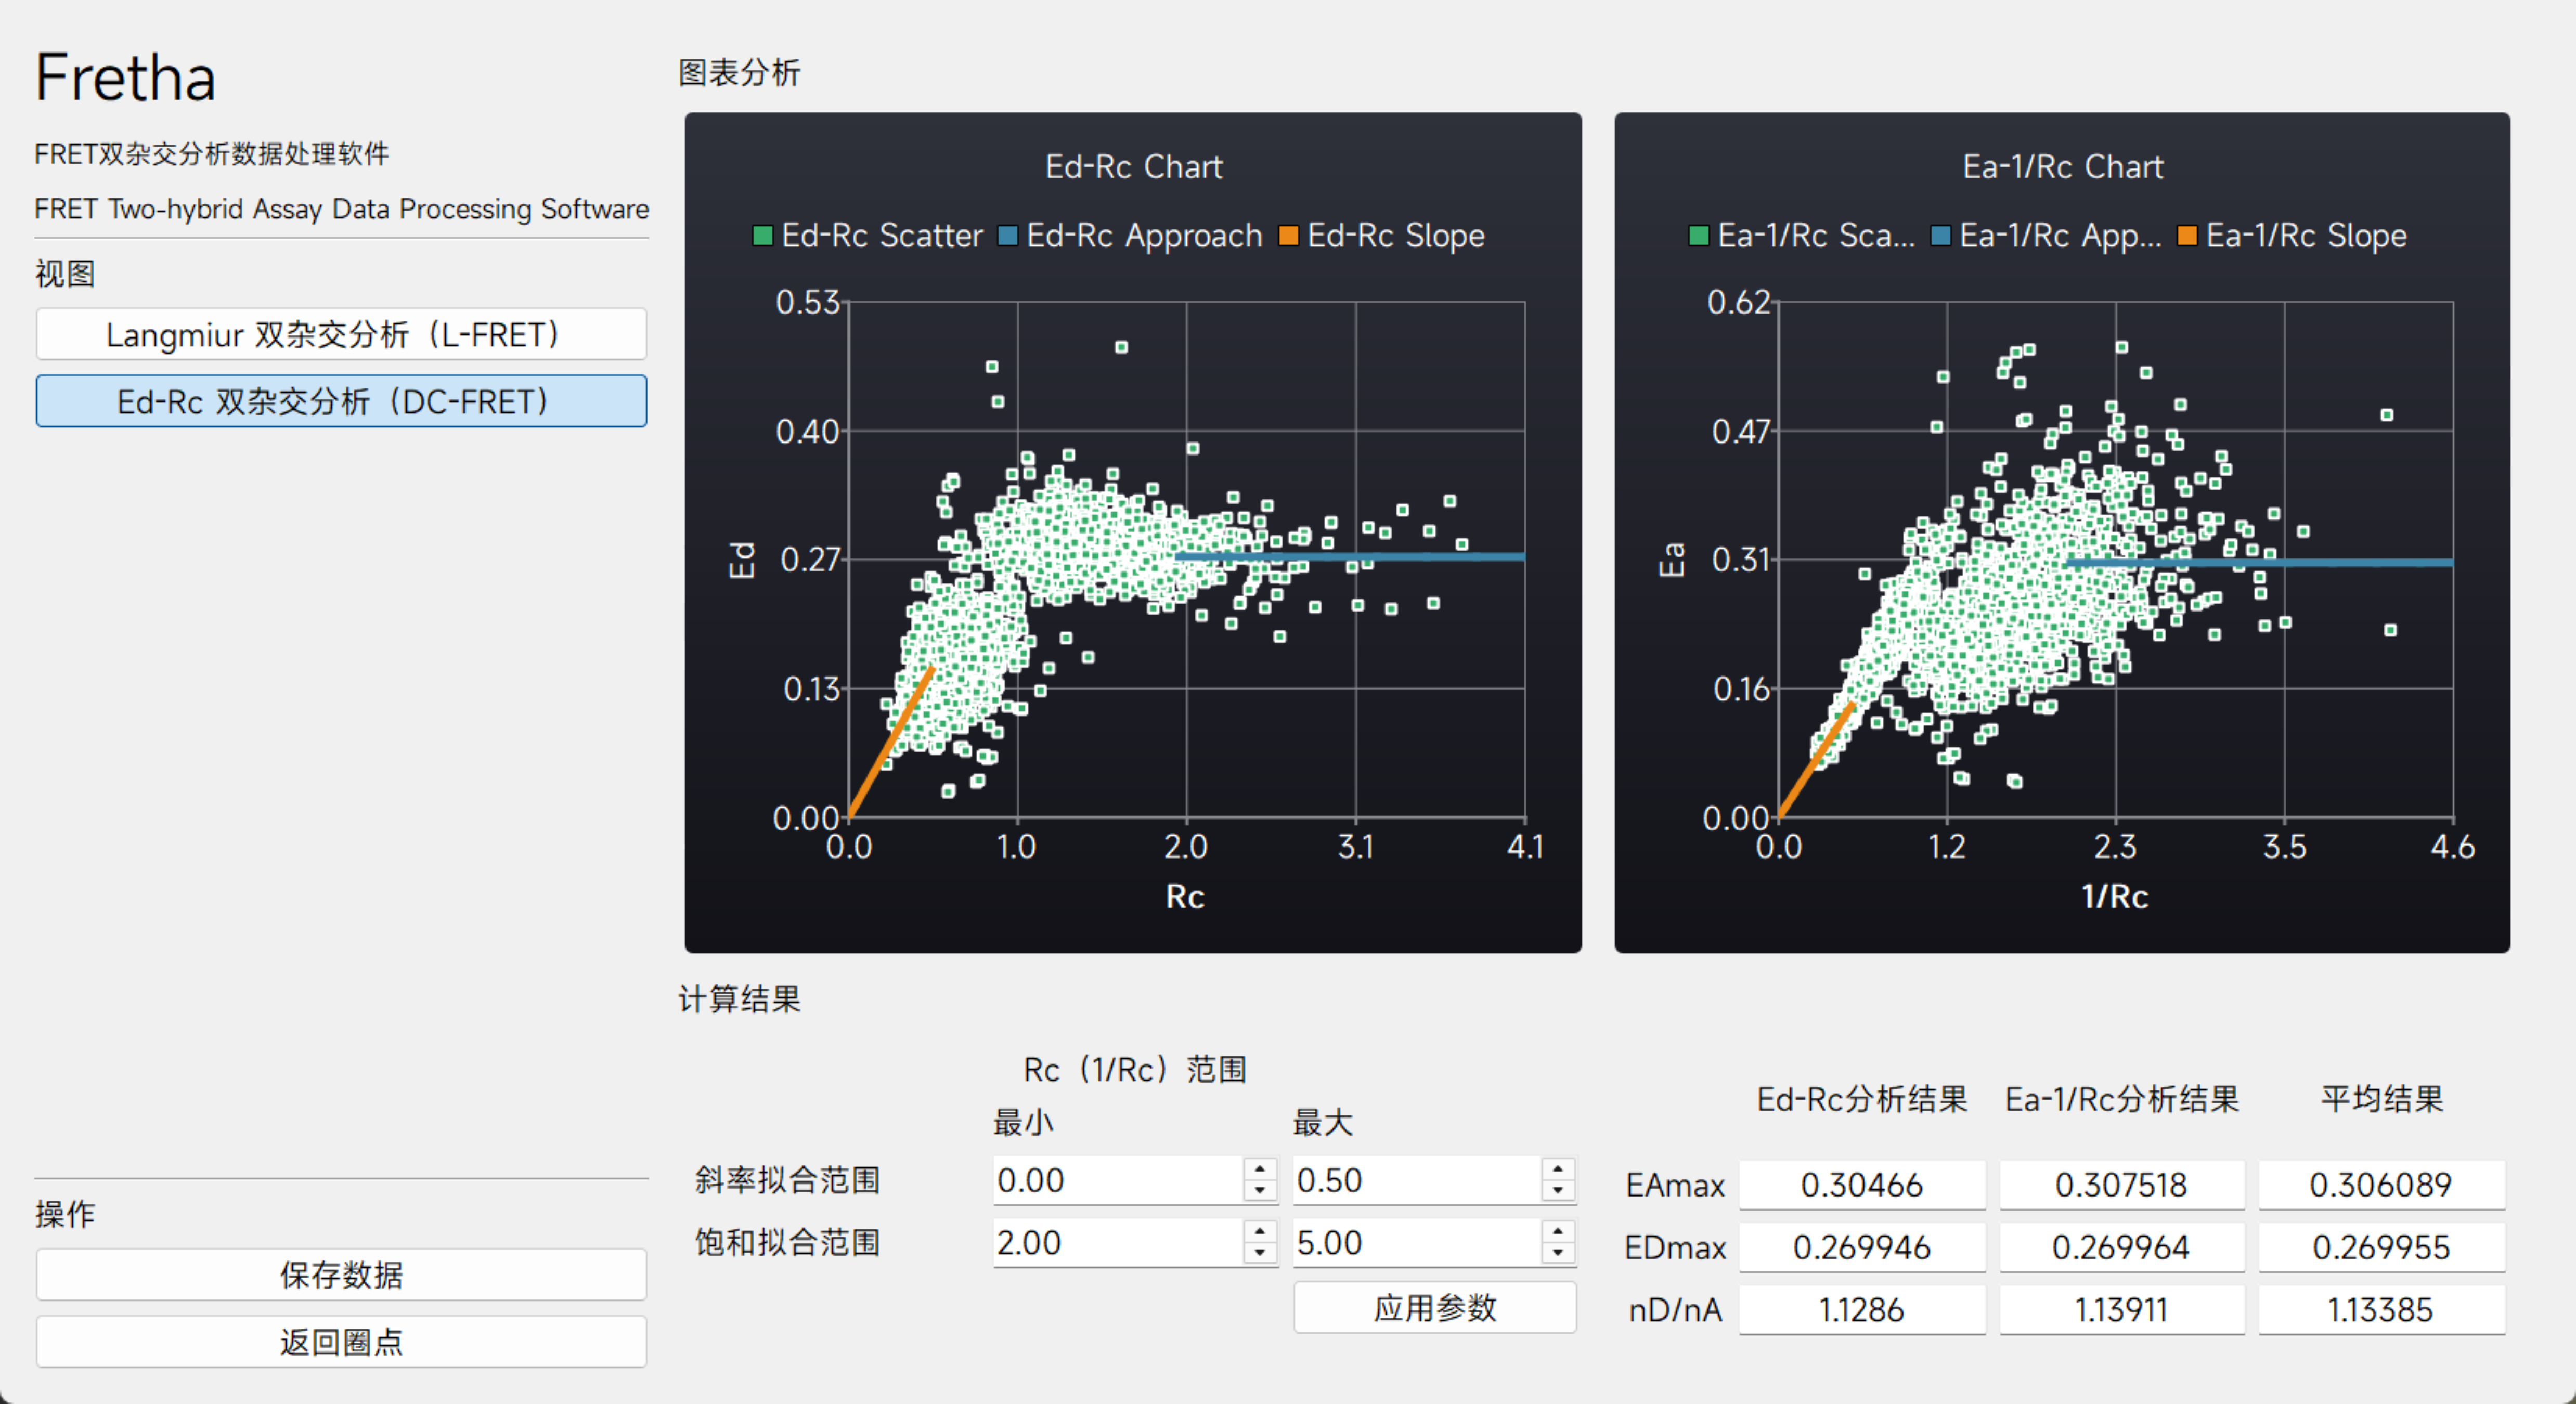 Fretha
FRET双杂交分析数据处理软件
FRET Two-hybrid Assay Data Processing Software
视图
Langmiur 双杂交分析（L-FRET）
Ed-Rc 双杂交分析（DC-FRET）
操作
保存数据
返回圈点
图表分析
Ed-Rc Chart
Ed-Rc Scatter Ed-Rc Approach Ed-Rc Slope
0.53
0.40
0.27
0.13
0.00
Ed
0.0 1.0 2.0 3.1 4.1
Rc
Ea-1/Rc Chart
Ea-1/Rc Sca... Ea-1/Rc App... Ea-1/Rc Slope
0.62
0.47
0.31
0.16
0.00
Ea
0.0 1.2 2.3 3.5 4.6
1/Rc
计算结果
Rc（1/Rc）范围
最小 最大
斜率拟合范围 0.00 0.50
饱和拟合范围 2.00 5.00
应用参数
Ed-Rc分析结果 Ea-1/Rc分析结果 平均结果
EAmax 0.30466 0.307518 0.306089
EDmax 0.269946 0.269964 0.269955
nD/nA 1.1286 1.13911 1.13385